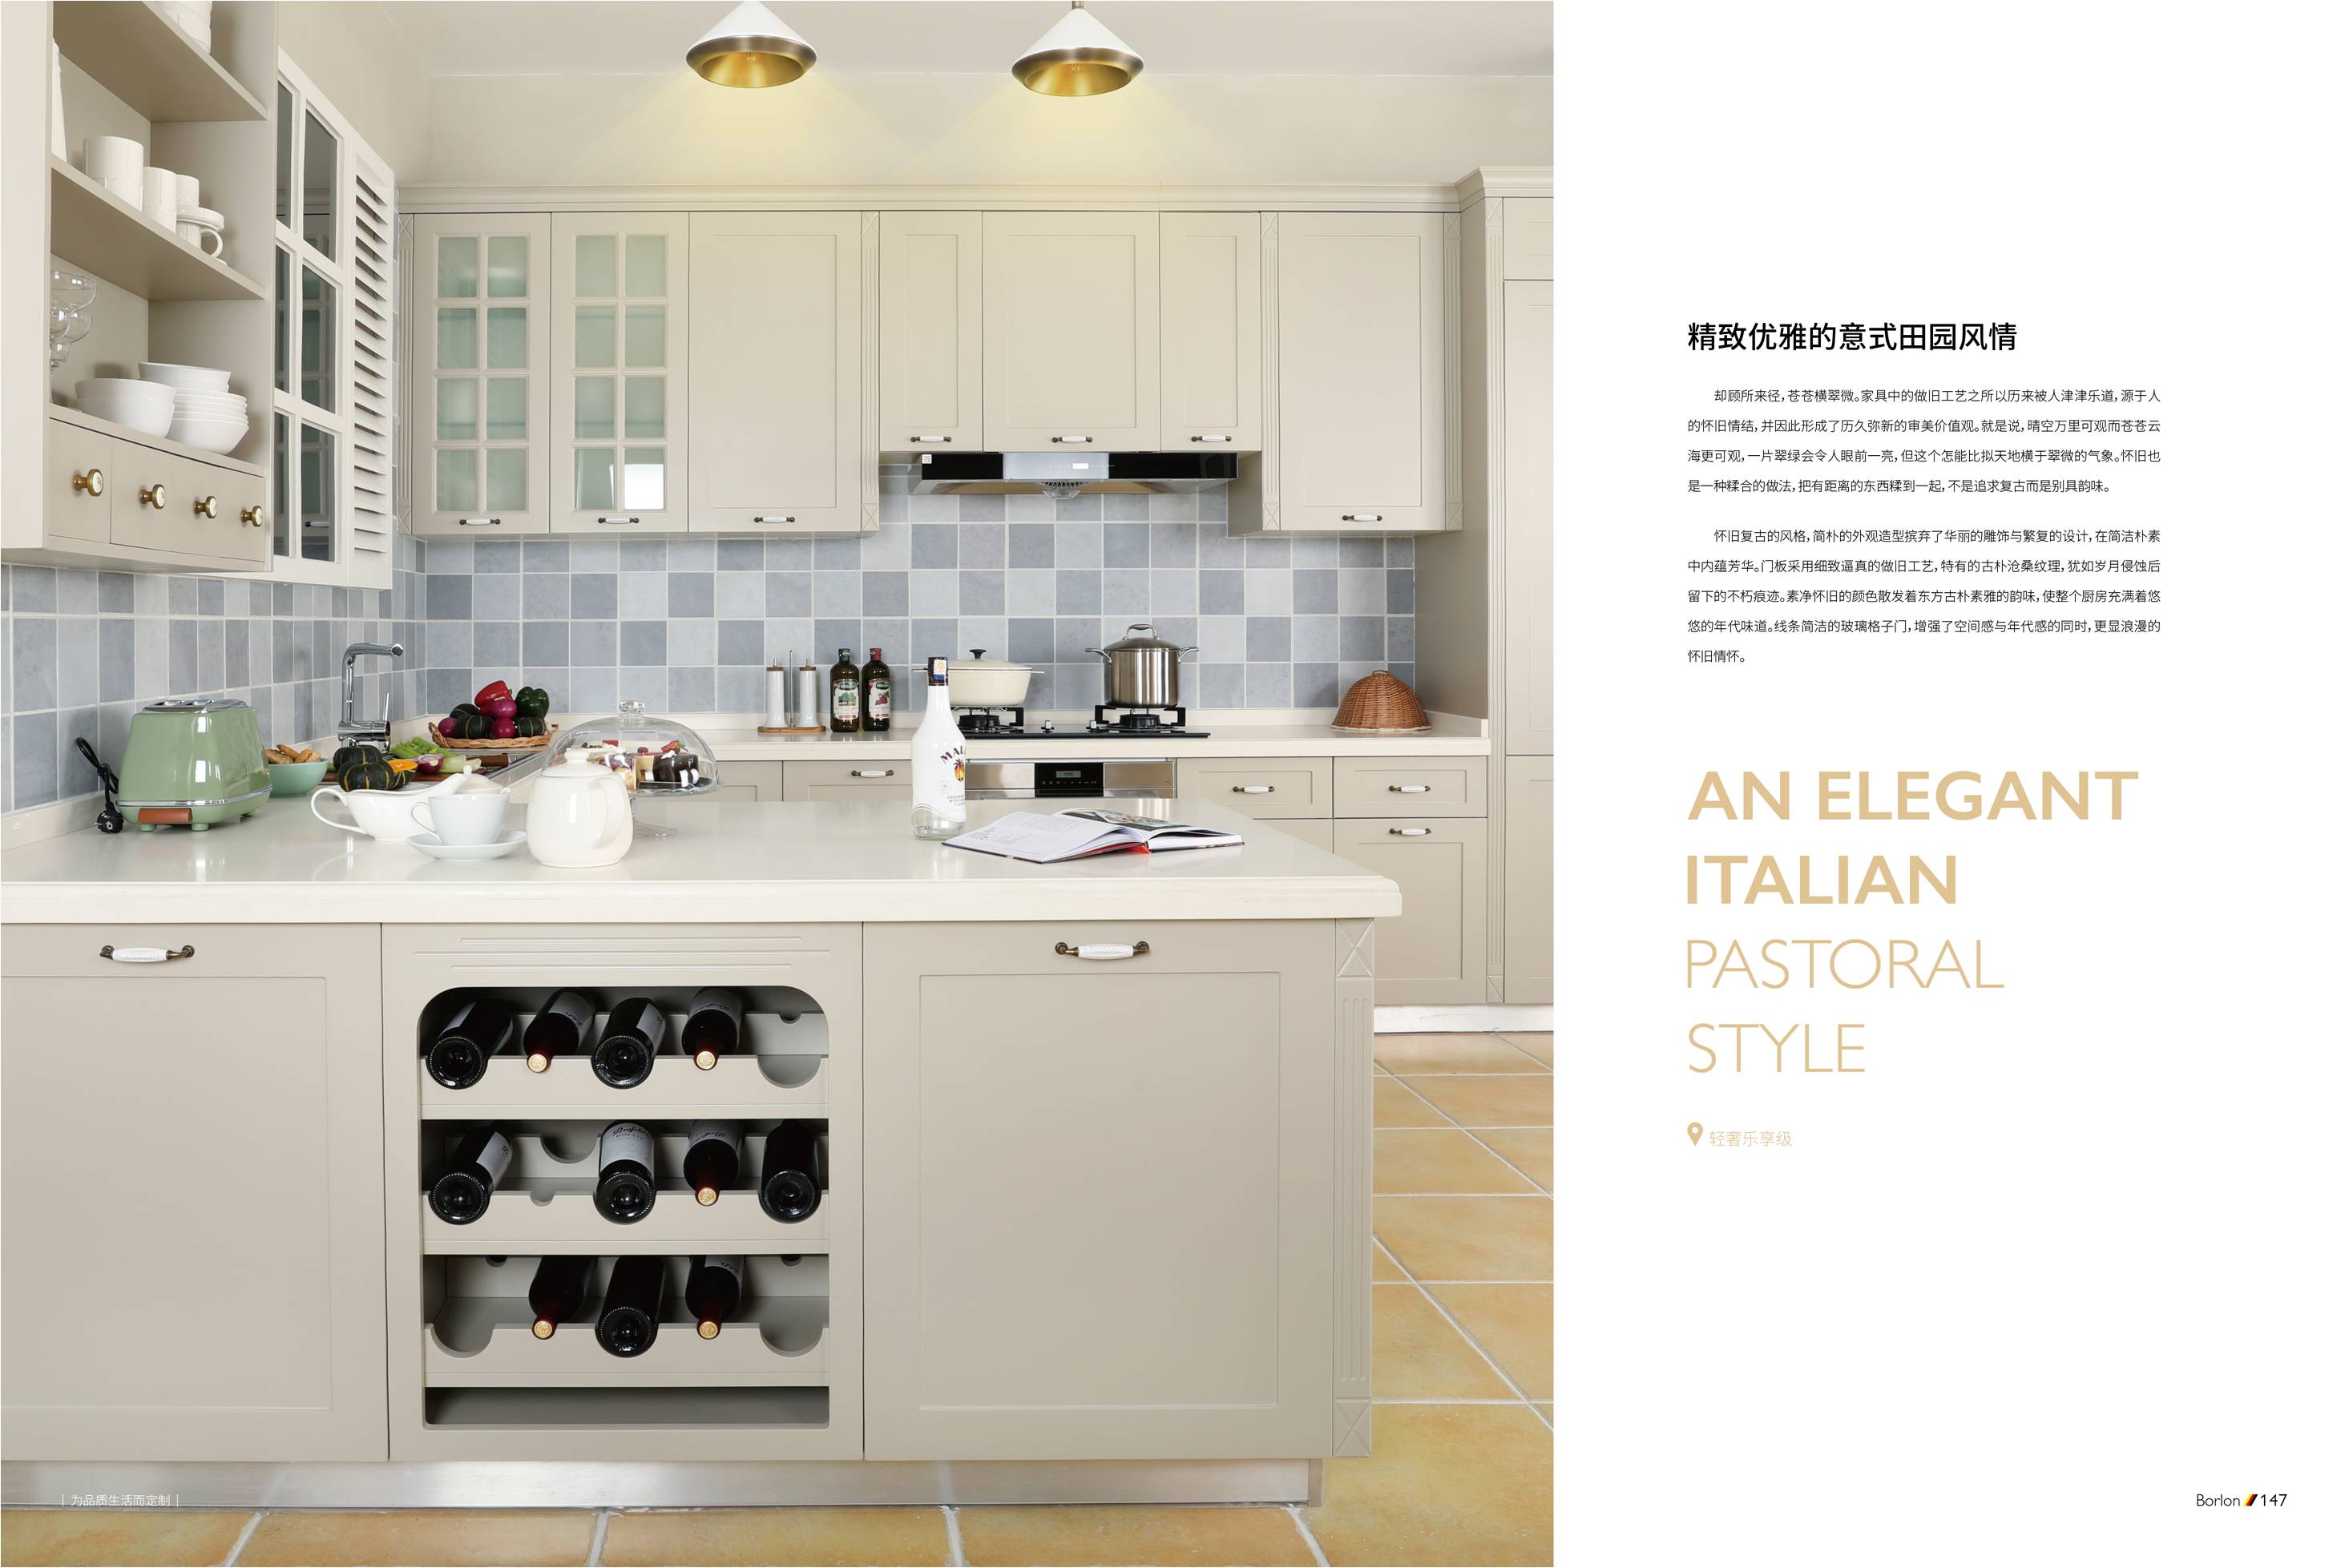 精致优雅的意式田园风情
却顾所来径，苍苍横翠微。家具中的做旧工艺之所以历来被人津津乐道，源于人
的怀旧情结，并因此形成了历久弥新的审美价值观。就是说，晴空万里可观而苍苍云
海更可观，一片翠绿会令人眼前一亮，但这个怎能比拟天地横于翠微的气象。怀旧也
是一种糅合的做法，把有距离的东西糅到一起，不是追求复古而是别具韵味。
怀旧复古的风格，简朴的外观造型摈弃了华丽的雕饰与繁复的设计，在简洁朴素
中内蕴芳华。门板采用细致逼真的做旧工艺，特有的古朴沧桑纹理，犹如岁月侵蚀后
留下的不朽痕迹。素净怀旧的颜色散发着东方古朴素雅的韵味，使整个厨房充满着悠
悠的年代味道。线条简洁的玻璃格子门，增强了空间感与年代感的同时，更显浪漫的
怀旧情怀。
AN ELEGANT
ITALIAN
PASTORAL
STYLE
轻奢乐享级
| 为品质生活而定制 |
Borlon 147